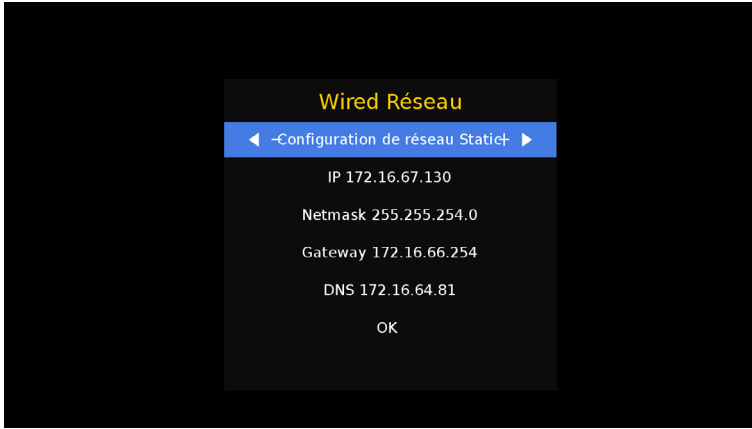 Wired Réseau
−Configuration de réseau Static+
IP 172.16.67.130
Netmask 255.255.254.0
Gateway 172.16.66.254
DNS 172.16.64.81
OK